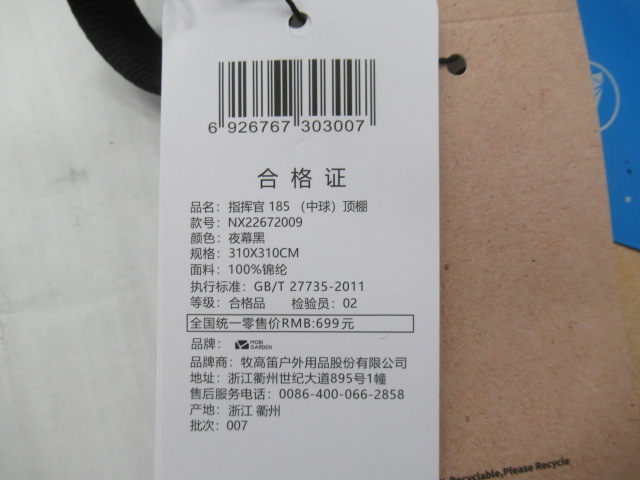 6 926767 303007
合格证
品名：指挥官 185 （中球）顶棚
款号：NX22672009
颜色：夜幕黑
规格：310X310CM
面料：100%锦纶
执行标准：GB/T 27735-2011
等级：合格品 检验员：02
全国统一零售价RMB:699元
品牌： MOBI GARDEN
品牌商：牧高笛户外用品股份有限公司
地址：浙江衢州世纪大道895号1幢
售后服务电话：0086-400-066-2858
产地：浙江 衢州
批次：007
Recyclable,Please Recycle